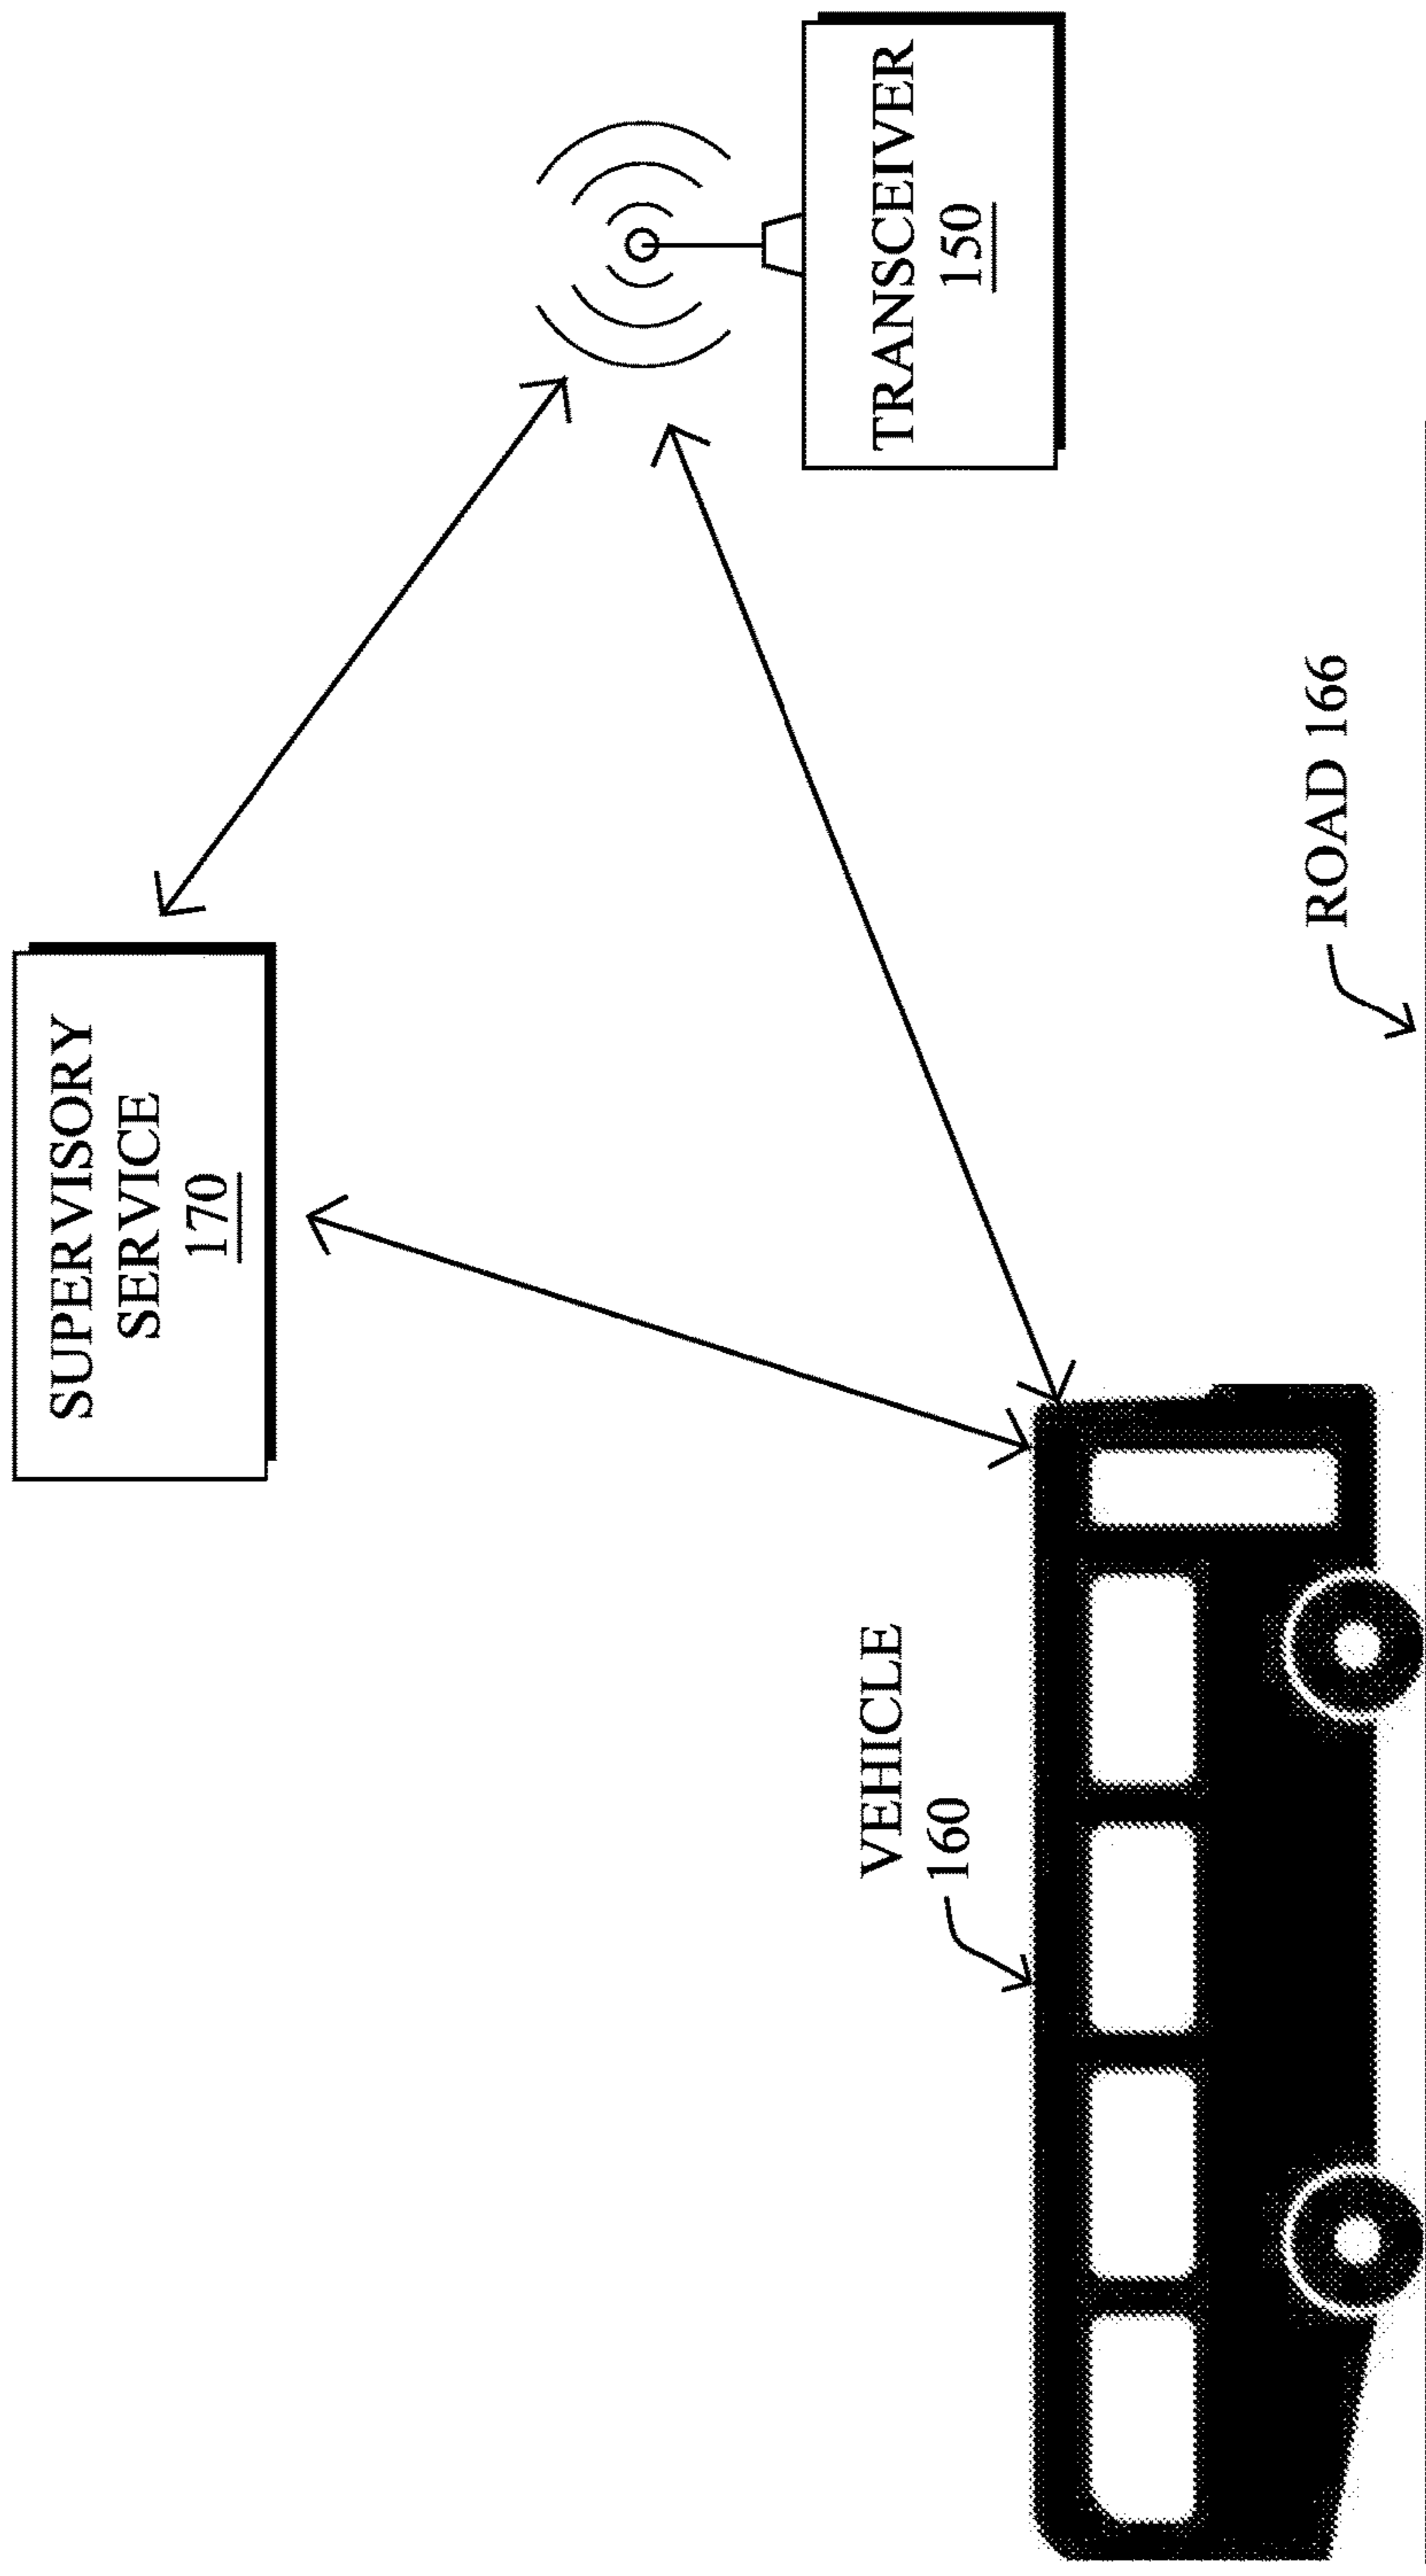 SUPERVISORY
SERVICE
170
TRANSCEIVER
150
VEHICLE
160
ROAD 166